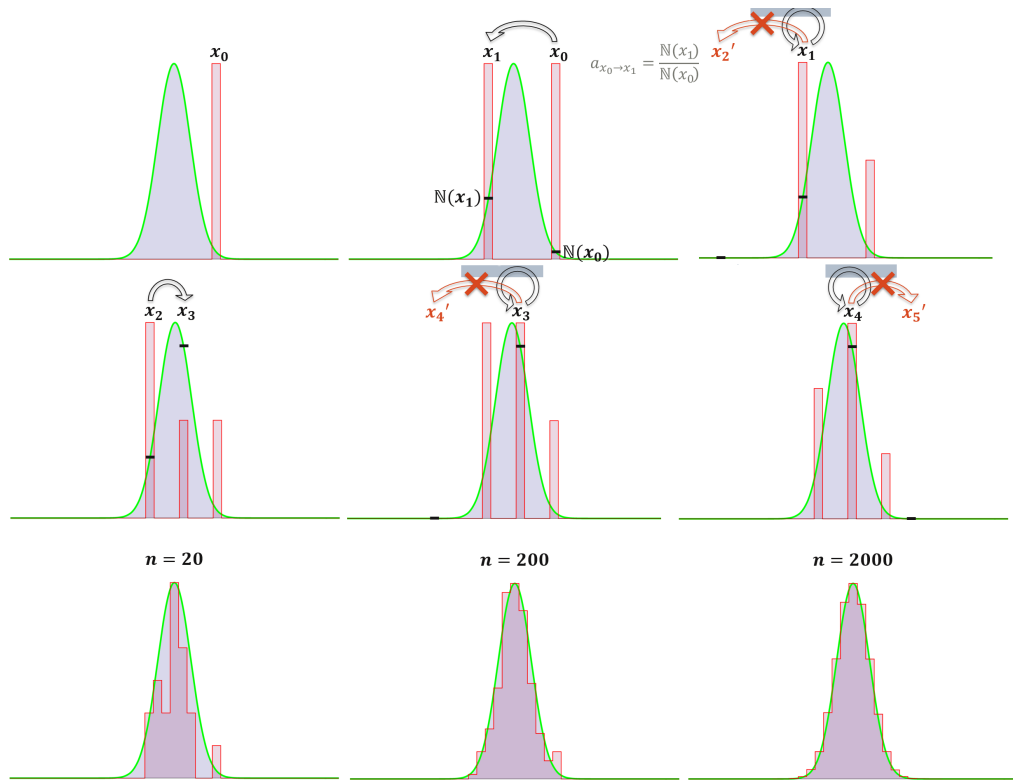 x₀
x₁ x₀
ℕ(x₁)
ℕ(x₀)
a_{x₀→x₁} = ℕ(x₁)/ℕ(x₀)
x₂′ x₁
x₂ x₃
x₄′ x₃
x₄ x₅′
n = 20
n = 200
n = 2000